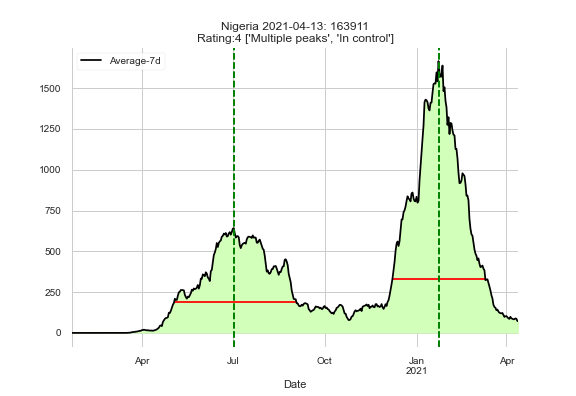 Nigeria 2021-04-13: 163911
Rating:4 ['Multiple peaks', 'In control']
Average-7d
1500
1250
1000
750
500
250
0
Apr
Jul
Oct
Jan
2021
Apr
Date